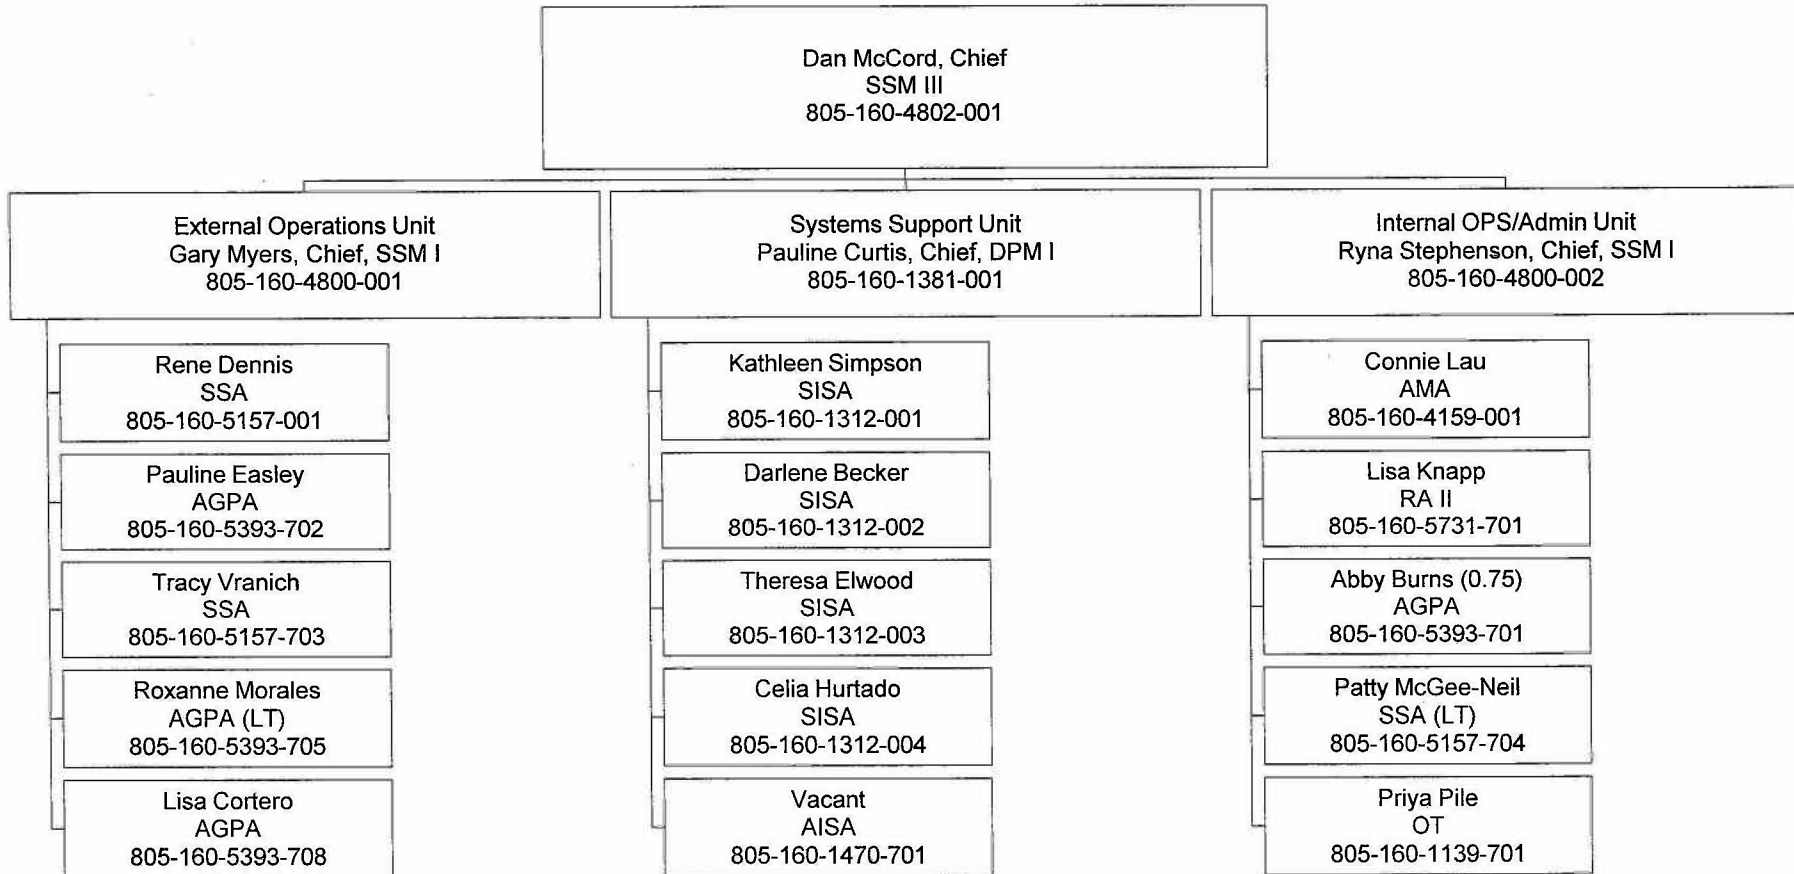 Dan McCord, Chief
SSM III
805-160-4802-001
External Operations Unit
Gary Myers, Chief, SSM I
805-160-4800-001
Systems Support Unit
Pauline Curtis, Chief, DPM I
805-160-1381-001
Internal OPS/Admin Unit
Ryna Stephenson, Chief, SSM I
805-160-4800-002
Rene Dennis
SSA
805-160-5157-001
Pauline Easley
AGPA
805-160-5393-702
Tracy Vranich
SSA
805-160-5157-703
Roxanne Morales
AGPA (LT)
805-160-5393-705
Lisa Cortero
AGPA
805-160-5393-708
Kathleen Simpson
SISA
805-160-1312-001
Darlene Becker
SISA
805-160-1312-002
Theresa Elwood
SISA
805-160-1312-003
Celia Hurtado
SISA
805-160-1312-004
Vacant
AISA
805-160-1470-701
Connie Lau
AMA
805-160-4159-001
Lisa Knapp
RA II
805-160-5731-701
Abby Burns (0.75)
AGPA
805-160-5393-701
Patty McGee-Neil
SSA (LT)
805-160-5157-704
Priya Pile
OT
805-160-1139-701